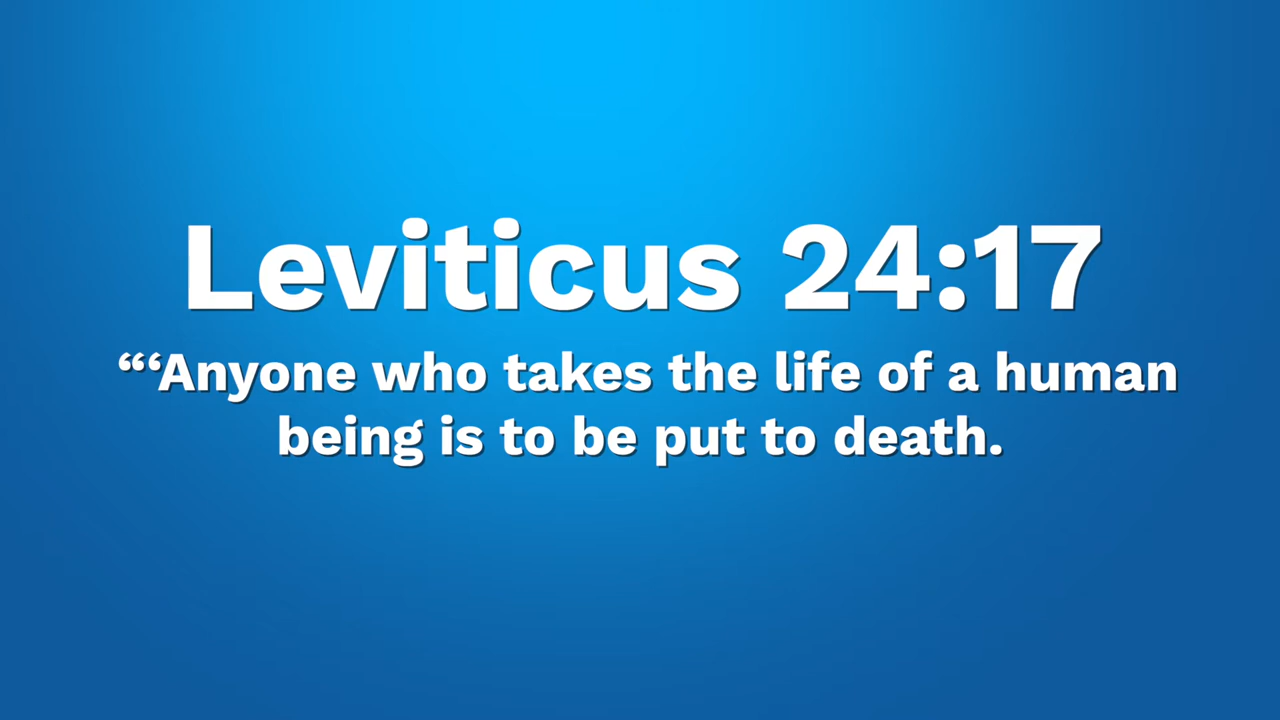 Leviticus 24:17
“‘Anyone who takes the life of a human
being is to be put to death.